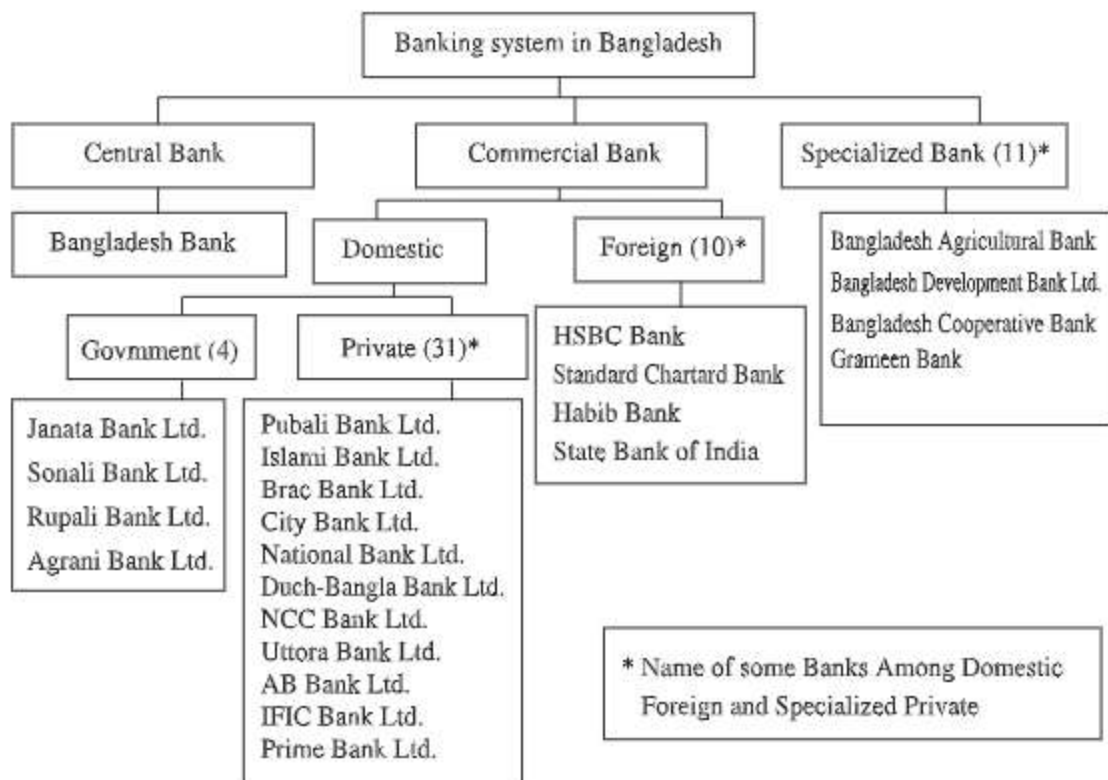 Banking system in Bangladesh
Central Bank
Commercial Bank
Specialized Bank (11)*
Bangladesh Bank
Domestic
Foreign (10)*
Bangladesh Agricultural Bank
Bangladesh Development Bank Ltd.
Bangladesh Cooperative Bank
Grameen Bank
Govmment (4)
Private (31)*
HSBC Bank
Standard Chartard Bank
Habib Bank
State Bank of India
Janata Bank Ltd.
Sonali Bank Ltd.
Rupali Bank Ltd.
Agrani Bank Ltd.
Pubali Bank Ltd.
Islami Bank Ltd.
Brac Bank Ltd.
City Bank Ltd.
National Bank Ltd.
Duch-Bangla Bank Ltd.
NCC Bank Ltd.
Uttora Bank Ltd.
AB Bank Ltd.
IFIC Bank Ltd.
Prime Bank Ltd.
* Name of some Banks Among Domestic
Foreign and Specialized Private